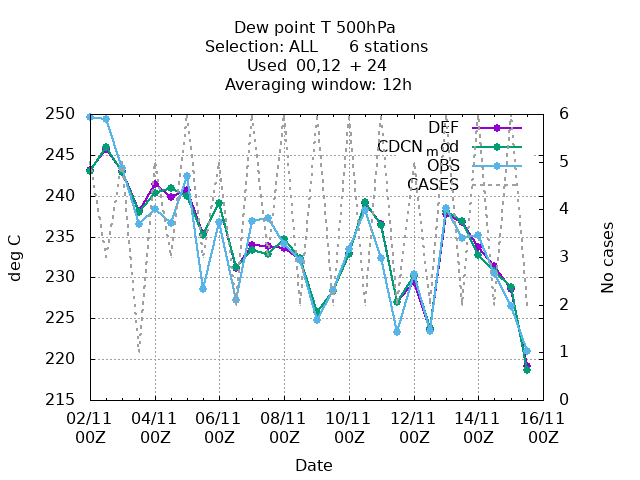 Dew point T 500hPa
Selection: ALL 6 stations
Used 00,12 + 24
Averaging window: 12h
250
245
240
235
230
225
220
215
deg C
6
5
4
3
2
1
0
No cases
DEF
CDCN_mod
OBS
CASES
02/11 04/11 06/11 08/11 10/11 12/11 14/11 16/11
00Z 00Z 00Z 00Z 00Z 00Z 00Z 00Z
Date